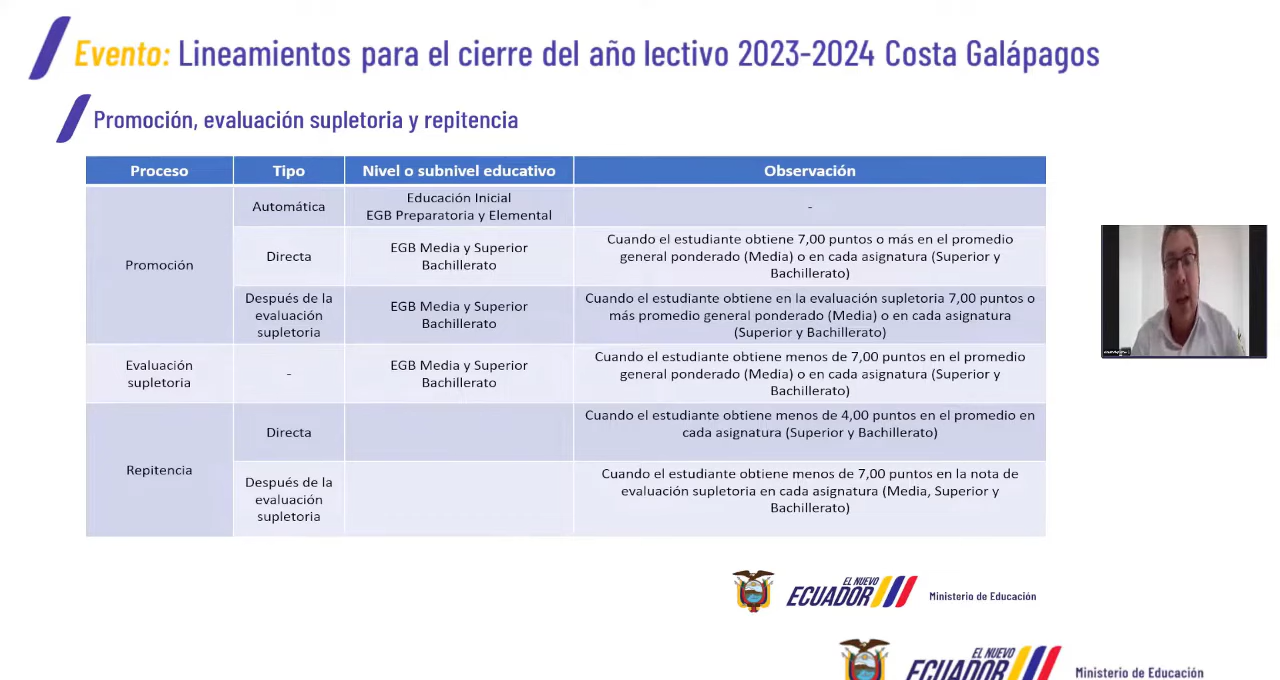 Evento: Lineamientos para el cierre del año lectivo 2023-2024 Costa Galápagos
Promoción, evaluación supletoria y repitencia
Proceso
Tipo
Nivel o subnivel educativo
Observación
Promoción
Automática
Educación Inicial
EGB Preparatoria y Elemental
-
Directa
EGB Media y Superior
Bachillerato
Cuando el estudiante obtiene 7,00 puntos o más en el promedio
general ponderado (Media) o en cada asignatura (Superior y
Bachillerato)
Después de la
evaluación
supletoria
EGB Media y Superior
Bachillerato
Cuando el estudiante obtiene en la evaluación supletoria 7,00 puntos o
más promedio general ponderado (Media) o en cada asignatura
(Superior y Bachillerato)
Evaluación
supletoria
-
EGB Media y Superior
Bachillerato
Cuando el estudiante obtiene menos de 7,00 puntos en el promedio
general ponderado (Media) o en cada asignatura (Superior y
Bachillerato)
Repitencia
Directa
Cuando el estudiante obtiene menos de 4,00 puntos en el promedio en
cada asignatura (Superior y Bachillerato)
Después de la
evaluación
supletoria
Cuando el estudiante obtiene menos de 7,00 puntos en la nota de
evaluación supletoria en cada asignatura (Media, Superior y
Bachillerato)
EL NUEVO
ECUADOR
Ministerio de Educación
EL NUEVO
ECUADOR
Ministerio de Educación